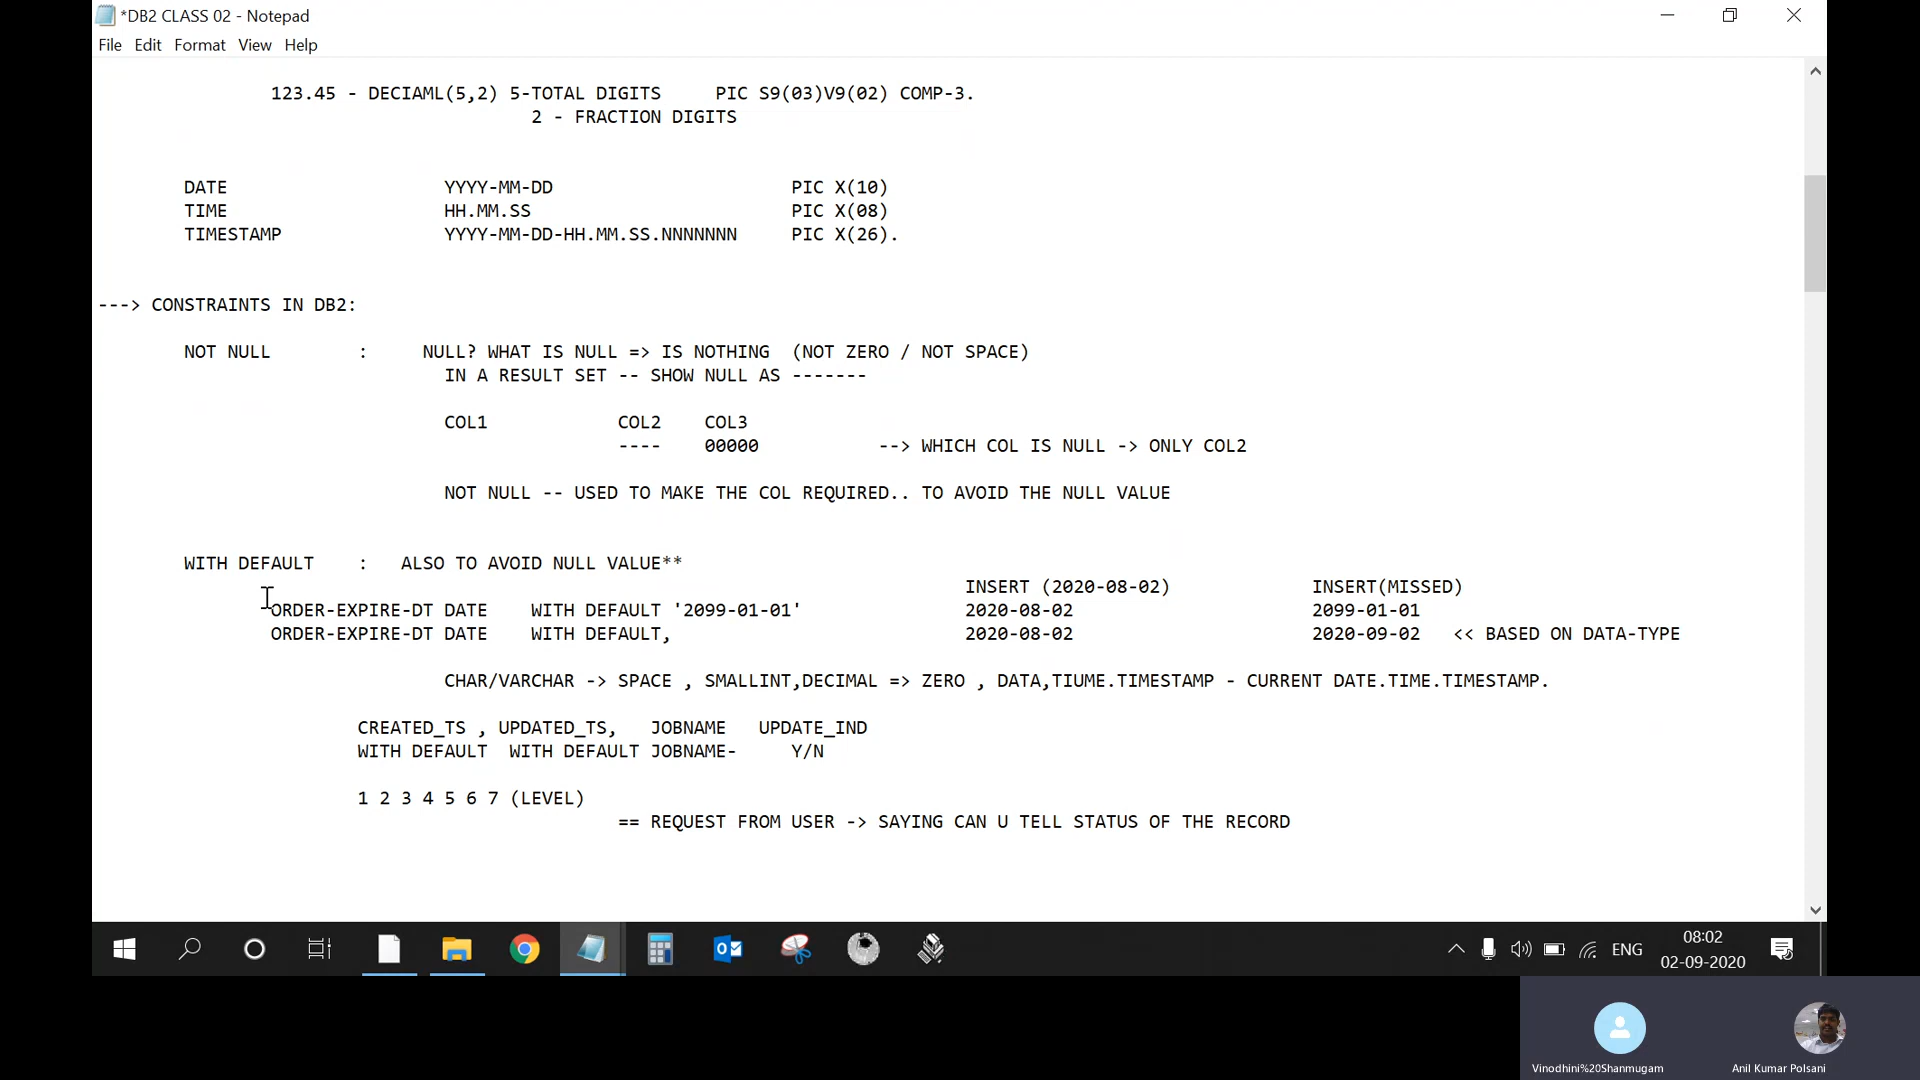 *DB2 CLASS 02 - Notepad
File Edit Format View Help
123.45 - DECIAML(5,2) 5-TOTAL DIGITS PIC S9(03)V9(02) COMP-3.
2 - FRACTION DIGITS
DATE YYYY-MM-DD PIC X(10)
TIME HH.MM.SS PIC X(08)
TIMESTAMP YYYY-MM-DD-HH.MM.SS.NNNNNNN PIC X(26).
---> CONSTRAINTS IN DB2:
NOT NULL : NULL? WHAT IS NULL => IS NOTHING (NOT ZERO / NOT SPACE)
IN A RESULT SET -- SHOW NULL AS -------
COL1 COL2 COL3
---- 00000 --> WHICH COL IS NULL -> ONLY COL2
NOT NULL -- USED TO MAKE THE COL REQUIRED.. TO AVOID THE NULL VALUE
WITH DEFAULT : ALSO TO AVOID NULL VALUE**
INSERT (2020-08-02) INSERT(MISSED)
ORDER-EXPIRE-DT DATE WITH DEFAULT '2099-01-01' 2020-08-02 2099-01-01
ORDER-EXPIRE-DT DATE WITH DEFAULT, 2020-08-02 2020-09-02 << BASED ON DATA-TYPE
CHAR/VARCHAR -> SPACE , SMALLINT,DECIMAL => ZERO , DATA,TIUME.TIMESTAMP - CURRENT DATE.TIME.TIMESTAMP.
CREATED_TS , UPDATED_TS, JOBNAME UPDATE_IND
WITH DEFAULT WITH DEFAULT JOBNAME- Y/N
1 2 3 4 5 6 7 (LEVEL)
== REQUEST FROM USER -> SAYING CAN U TELL STATUS OF THE RECORD
ENG
08:02
02-09-2020
Vinodhini%20Shanmugam Anil Kumar Polsani